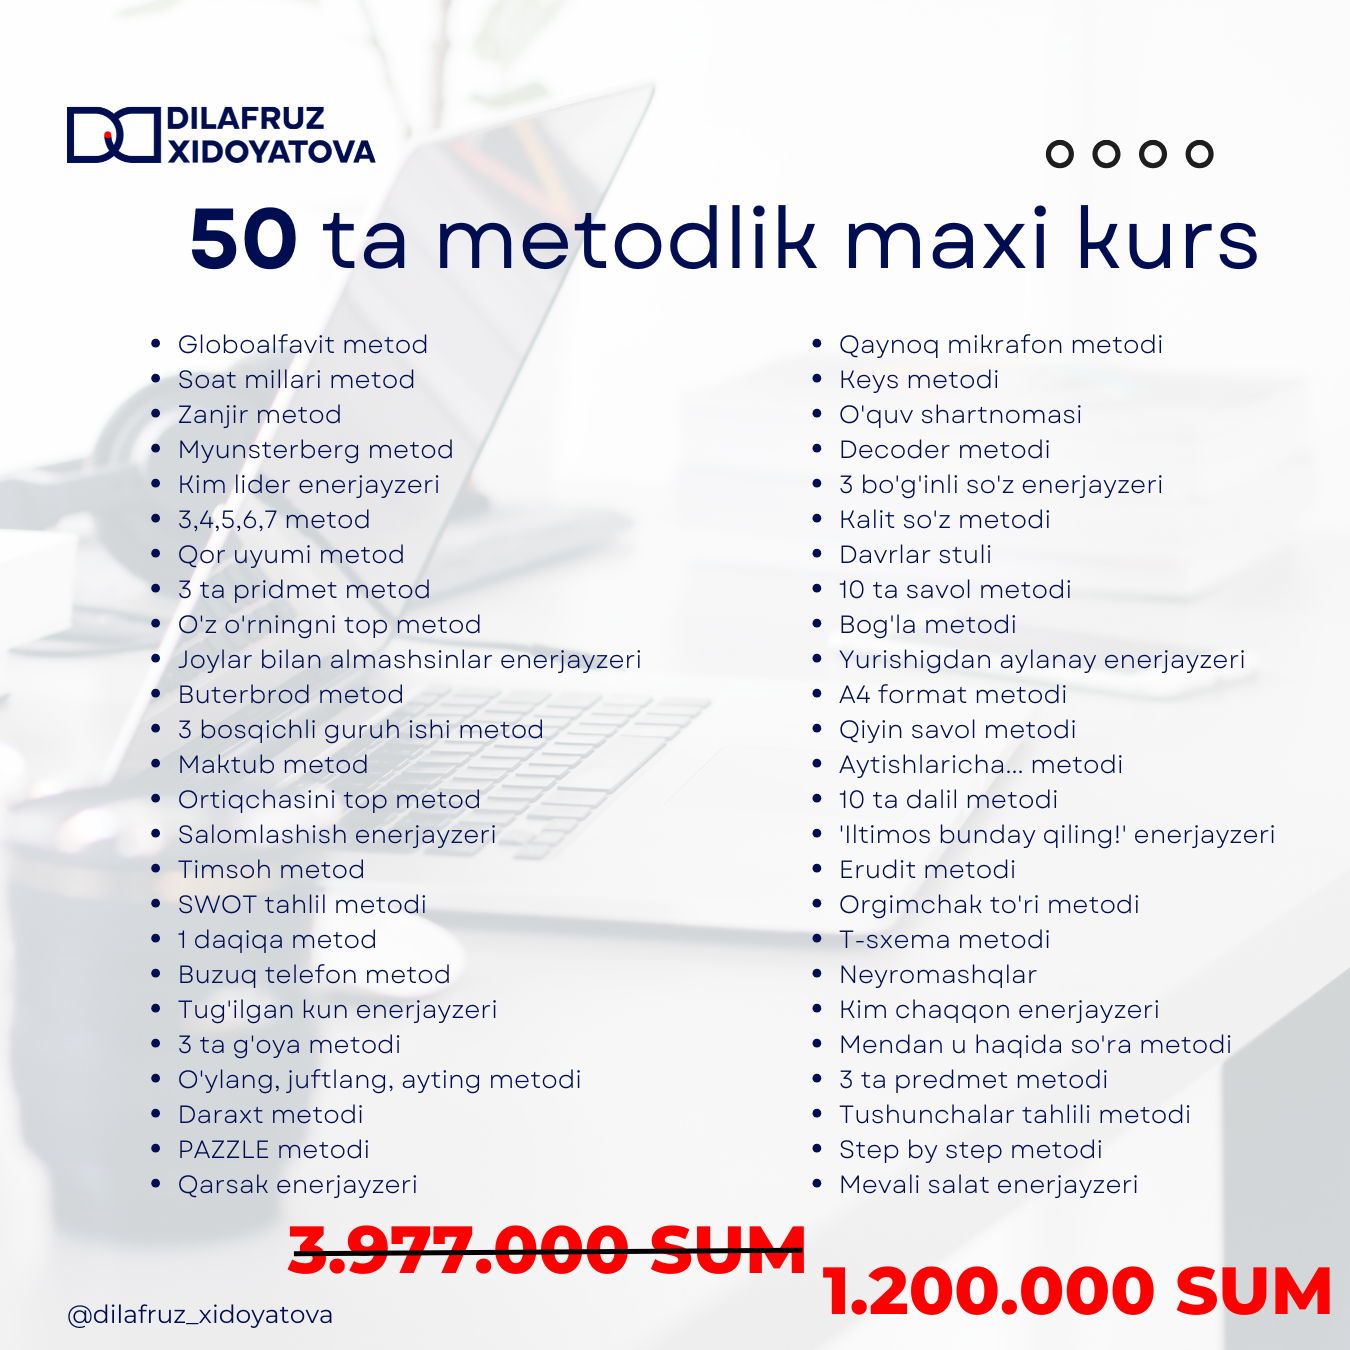 DILAFRUZ
XIDOYATOVA
50 ta metodlik maxi kurs
Globoalfavit metod
Soat millari metod
Zanjir metod
Myunsterberg metod
Kim lider enerjayzeri
3,4,5,6,7 metod
Qor uyumi metod
3 ta pridmet metod
O'z o'rningni top metod
Joylar bilan almashsinlar enerjayzeri
Buterbrod metod
3 bosqichli guruh ishi metod
Maktub metod
Ortiqchasini top metod
Salomlashish enerjayzeri
Timsoh metod
SWOT tahlil metodi
1 daqiqa metod
Buzuq telefon metod
Tug'ilgan kun enerjayzeri
3 ta g'oya metodi
O'ylang, juftlang, ayting metodi
Daraxt metodi
PAZZLE metodi
Qarsak enerjayzeri
Qaynoq mikrafon metodi
Keys metodi
O'quv shartnomasi
Decoder metodi
3 bo'g'inli so'z enerjayzeri
Kalit so'z metodi
Davrlar stuli
10 ta savol metodi
Bog'la metodi
Yurishigdan aylanay enerjayzeri
A4 format metodi
Qiyin savol metodi
Aytishlaricha... metodi
10 ta dalil metodi
'Iltimos bunday qiling!' enerjayzeri
Erudit metodi
Orgimchak to'ri metodi
T-sxema metodi
Neyromashqlar
Kim chaqqon enerjayzeri
Mendan u haqida so'ra metodi
3 ta predmet metodi
Tushunchalar tahlili metodi
Step by step metodi
Mevali salat enerjayzeri
3.977.000 SUM
1.200.000 SUM
@dilafruz_xidoyatova